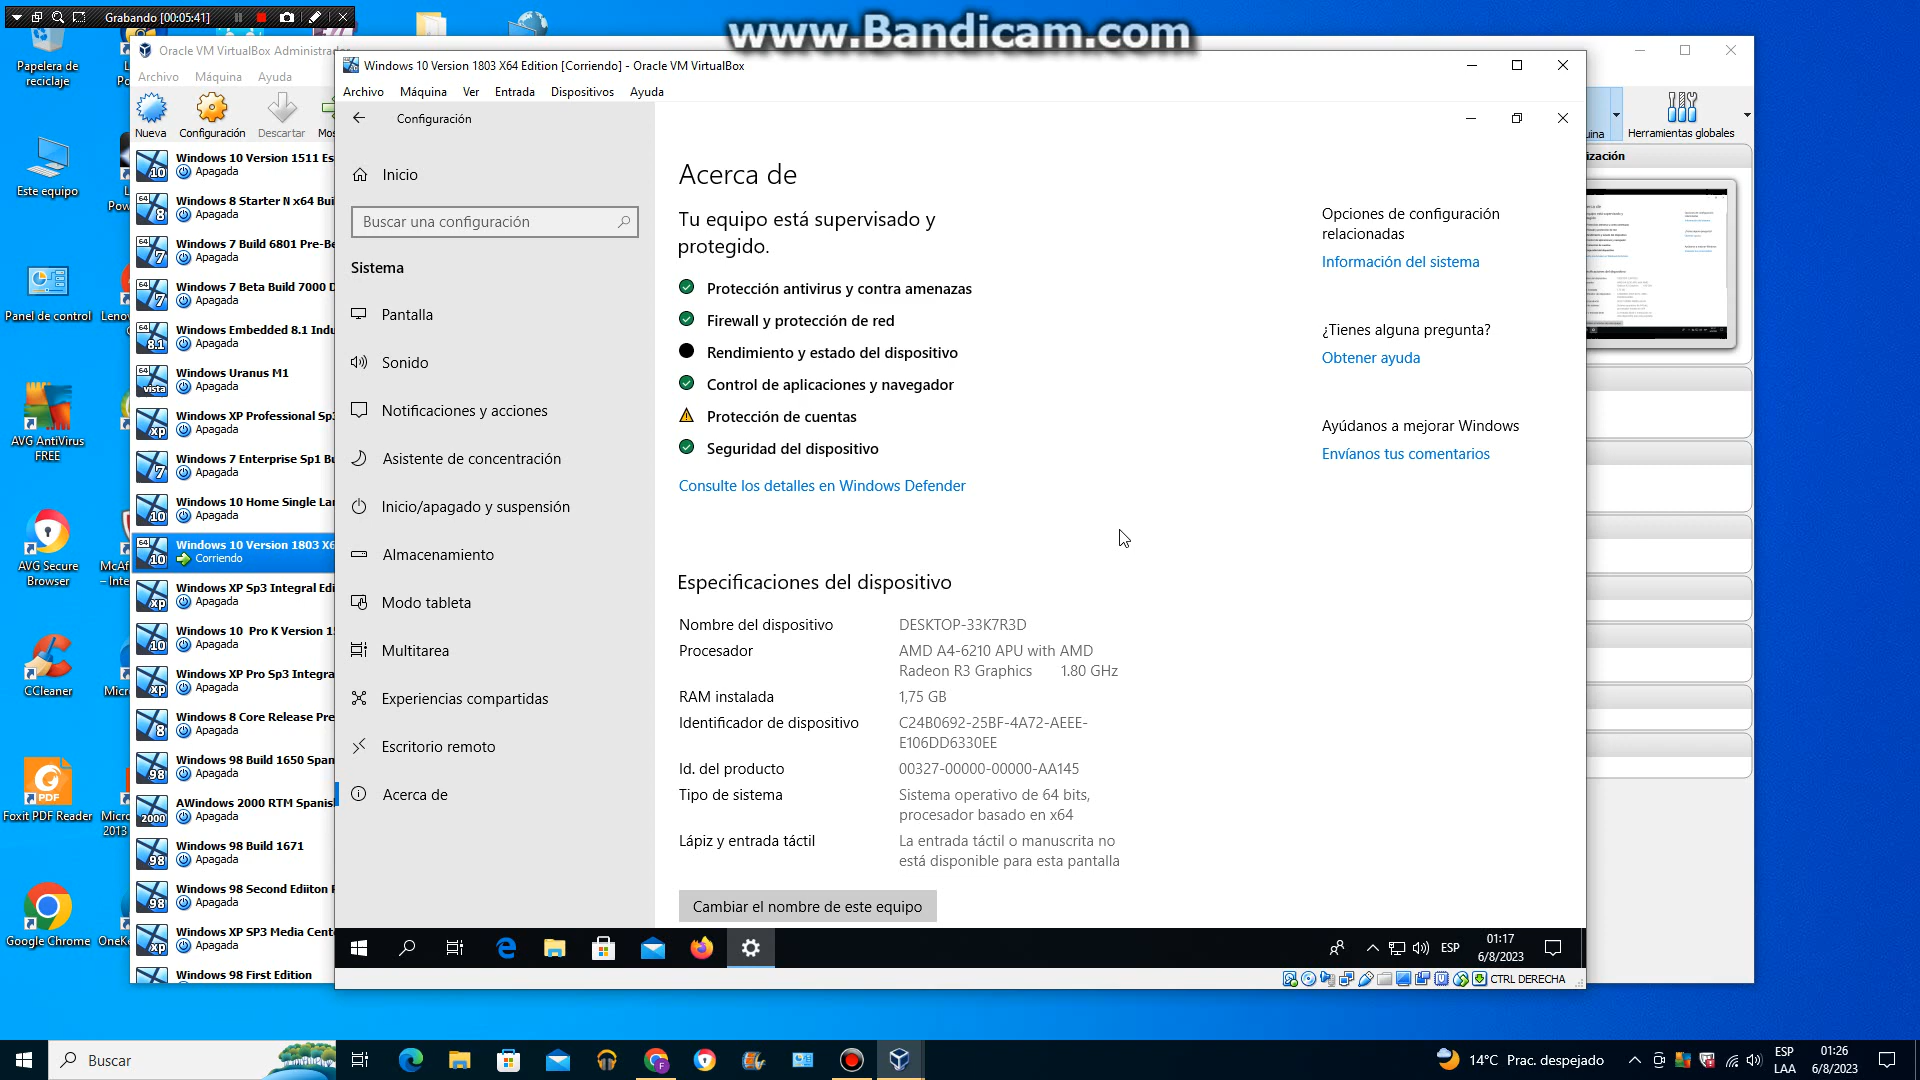 Grabando [00:05:41]
www.Bandicam.com
Papelera de
reciclaje
Este equipo
Panel de control
AVG AntiVirus
FREE
AVG Secure
Browser
CCleaner
Foxit PDF Reader
Google Chrome
Oracle VM VirtualBox Administrador
Archivo Máquina Ayuda
Nueva
Configuración
Descartar
Herramientas globales
Windows 10 Version 1511 Es
Apagada
Windows 8 Starter N x64 Bui
Apagada
Windows 7 Build 6801 Pre-Be
Apagada
Windows 7 Beta Build 7000 D
Apagada
Windows Embedded 8.1 Indu
Apagada
Windows Uranus M1
Apagada
Windows XP Professional Sp3
Apagada
Windows 7 Enterprise Sp1 Bu
Apagada
Windows 10 Home Single Lan
Apagada
Windows 10 Version 1803 X6
Corriendo
Windows XP Sp3 Integral Edi
Apagada
Windows 10 Pro K Version 15
Apagada
Windows XP Pro Sp3 Integra
Apagada
Windows 8 Core Release Pre
Apagada
Windows 98 Build 1650 Span
Apagada
AWindows 2000 RTM Spanis
Apagada
Windows 98 Build 1671
Apagada
Windows 98 Second Ediiton
Apagada
Windows XP SP3 Media Cent
Apagada
Windows 98 First Edition
Windows 10 Version 1803 X64 Edition [Corriendo] - Oracle VM VirtualBox
Archivo Máquina Ver Entrada Dispositivos Ayuda
Configuración
Inicio
Buscar una configuración
Sistema
Pantalla
Sonido
Notificaciones y acciones
Asistente de concentración
Inicio/apagado y suspensión
Almacenamiento
Modo tableta
Multitarea
Experiencias compartidas
Escritorio remoto
Acerca de
Acerca de
Tu equipo está supervisado y
protegido.
Protección antivirus y contra amenazas
Firewall y protección de red
Rendimiento y estado del dispositivo
Control de aplicaciones y navegador
Protección de cuentas
Seguridad del dispositivo
Consulte los detalles en Windows Defender
Especificaciones del dispositivo
Nombre del dispositivo DESKTOP-33K7R3D
Procesador AMD A4-6210 APU with AMD
Radeon R3 Graphics 1.80 GHz
RAM instalada 1,75 GB
Identificador de dispositivo C24B0692-25BF-4A72-AEEE-
E106DD6330EE
Id. del producto 00327-00000-00000-AA145
Tipo de sistema Sistema operativo de 64 bits,
procesador basado en x64
Lápiz y entrada táctil La entrada táctil o manuscrita no
está disponible para esta pantalla
Cambiar el nombre de este equipo
Opciones de configuración
relacionadas
Información del sistema
¿Tienes alguna pregunta?
Obtener ayuda
Ayúdanos a mejorar Windows
Envíanos tus comentarios
ESP
01:17
6/8/2023
CTRL DERECHA
Buscar
14°C Prac. despejado
ESP
LAA
01:26
6/8/2023